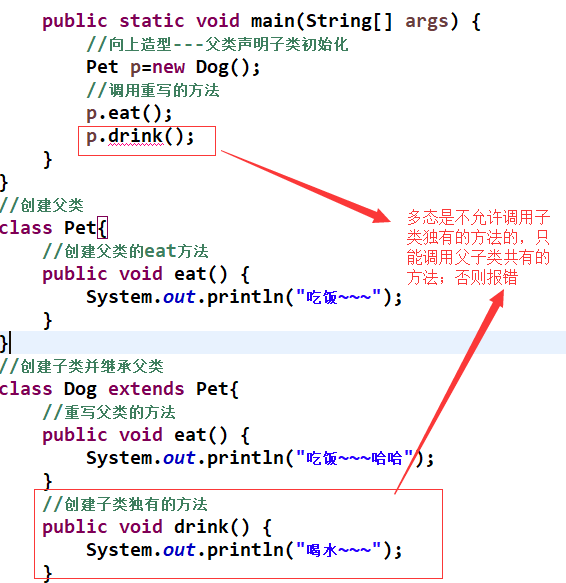 public static void main(String[] args) {
//向上造型---父类声明子类初始化
Pet p=new Dog();
//调用重写的方法
p.eat();
p.drink();
}
}
//创建父类
class Pet{
//创建父类的eat方法
public void eat() {
System.out.println("吃饭~~~");
}
}
//创建子类并继承父类
class Dog extends Pet{
//重写父类的方法
public void eat() {
System.out.println("吃饭~~~哈哈");
}
//创建子类独有的方法
public void drink() {
System.out.println("喝水~~~");
}
多态是不允许调用子
类独有的方法的，只
能调用父子类共有的
方法；否则报错